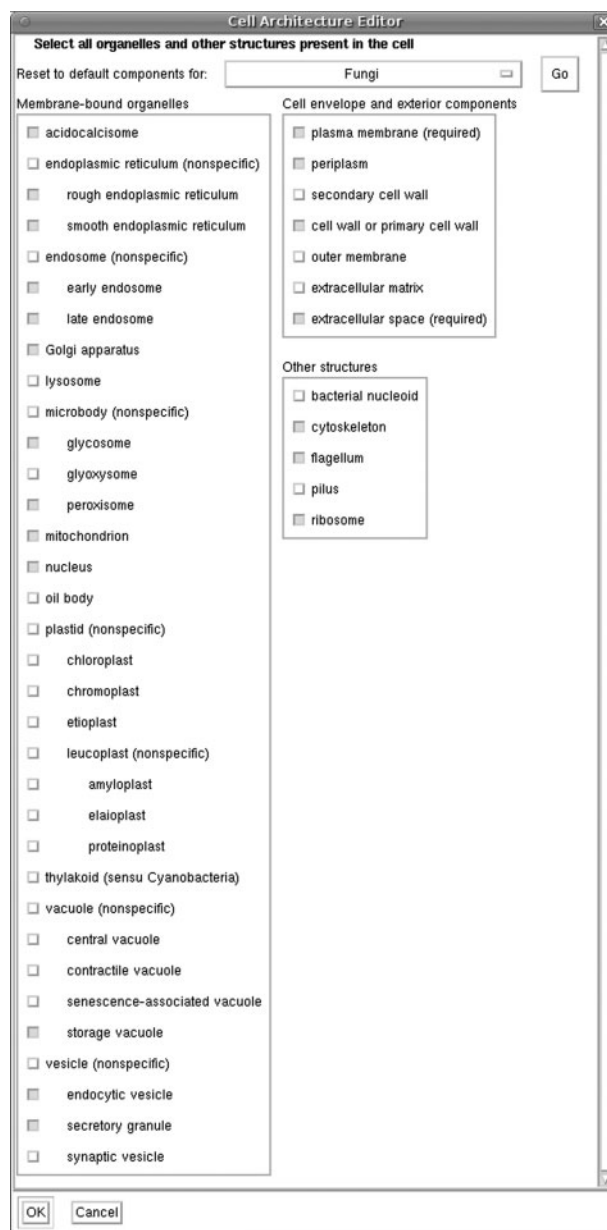 Cell Architecture Editor
Select all organelles and other structures present in the cell
Reset to default components for: Fungi Go
Membrane-bound organelles
acidocalcisome
endoplasmic reticulum (nonspecific)
rough endoplasmic reticulum
smooth endoplasmic reticulum
endosome (nonspecific)
early endosome
late endosome
Golgi apparatus
lysosome
microbody (nonspecific)
glycosome
glyoxysome
peroxisome
mitochondrion
nucleus
oil body
plastid (nonspecific)
chloroplast
chromoplast
etioplast
leucoplast (nonspecific)
amyloplast
elaioplast
proteinoplast
thylakoid (sensu Cyanobacteria)
vacuole (nonspecific)
central vacuole
contractile vacuole
senescence-associated vacuole
storage vacuole
vesicle (nonspecific)
endocytic vesicle
secretory granule
synaptic vesicle
Cell envelope and exterior components
plasma membrane (required)
periplasm
secondary cell wall
cell wall or primary cell wall
outer membrane
extracellular matrix
extracellular space (required)
Other structures
bacterial nucleoid
cytoskeleton
flagellum
pilus
ribosome
OK Cancel